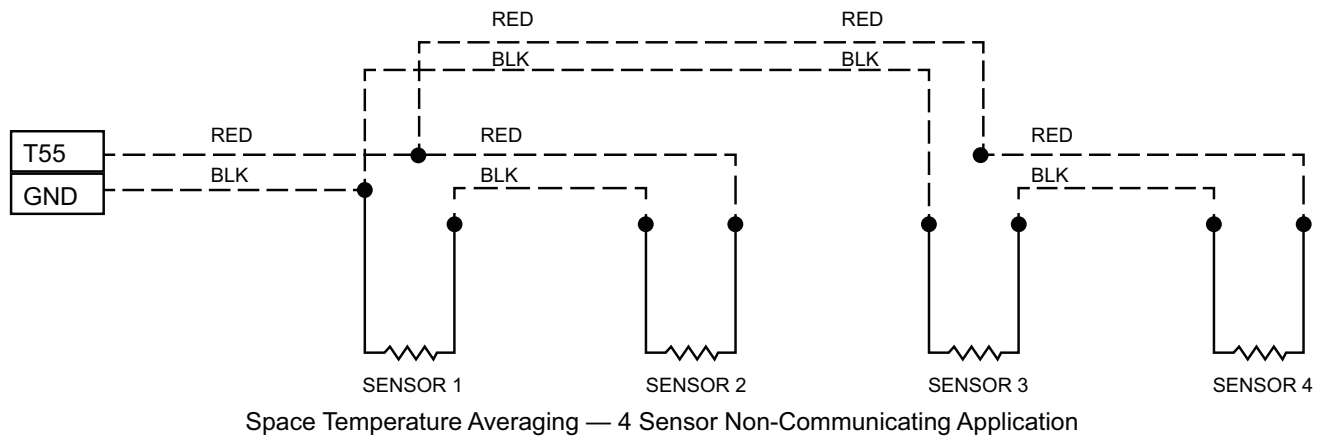 RED RED
BLK BLK
T55 RED RED RED
GND BLK BLK BLK
SENSOR 1 SENSOR 2 SENSOR 3 SENSOR 4
Space Temperature Averaging — 4 Sensor Non-Communicating Application